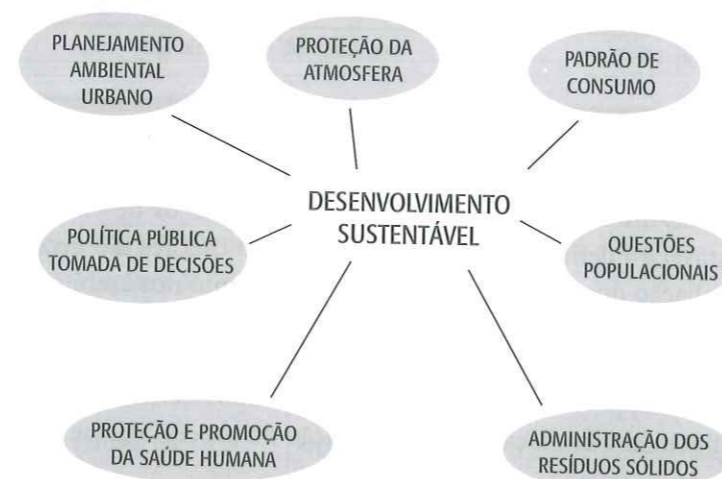 PLANEJAMENTO
AMBIENTAL
URBANO
PROTEÇÃO DA
ATMOSFERA
PADRÃO DE
CONSUMO
DESENVOLVIMENTO
SUSTENTÁVEL
POLÍTICA PÚBLICA
TOMADA DE DECISÕES
QUESTÕES
POPULACIONAIS
PROTEÇÃO E PROMOÇÃO
DA SAÚDE HUMANA
ADMINISTRAÇÃO DOS
RESÍDUOS SÓLIDOS